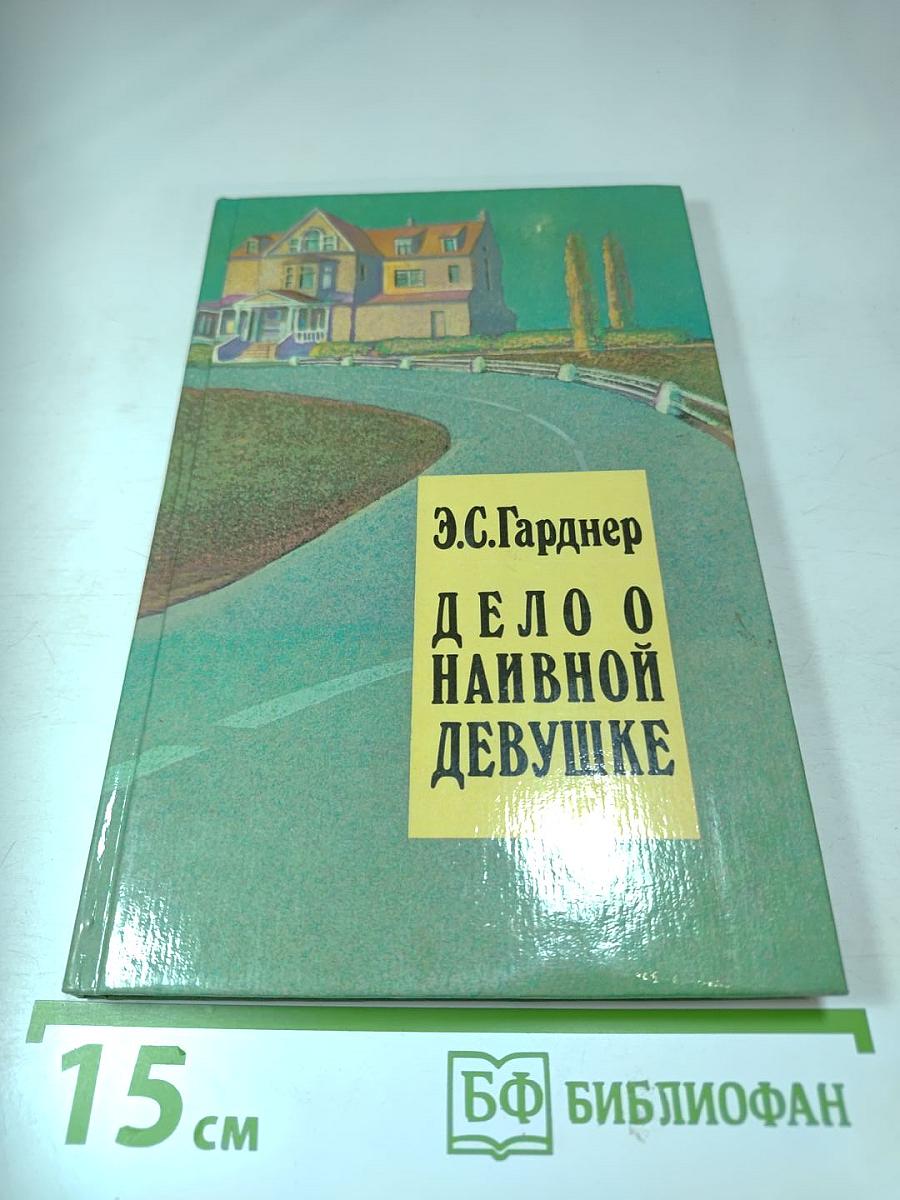 Э.С.Гарднер
ДЕЛО О
НАИВНОЙ
ДЕВУШКЕ
15 см
БФ БИБЛИОФАН